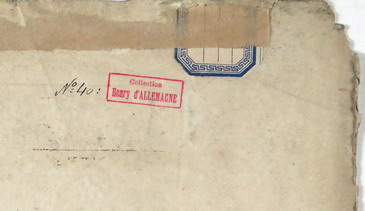 No. 40:
Collection
Henry d'ALLEMAGNE